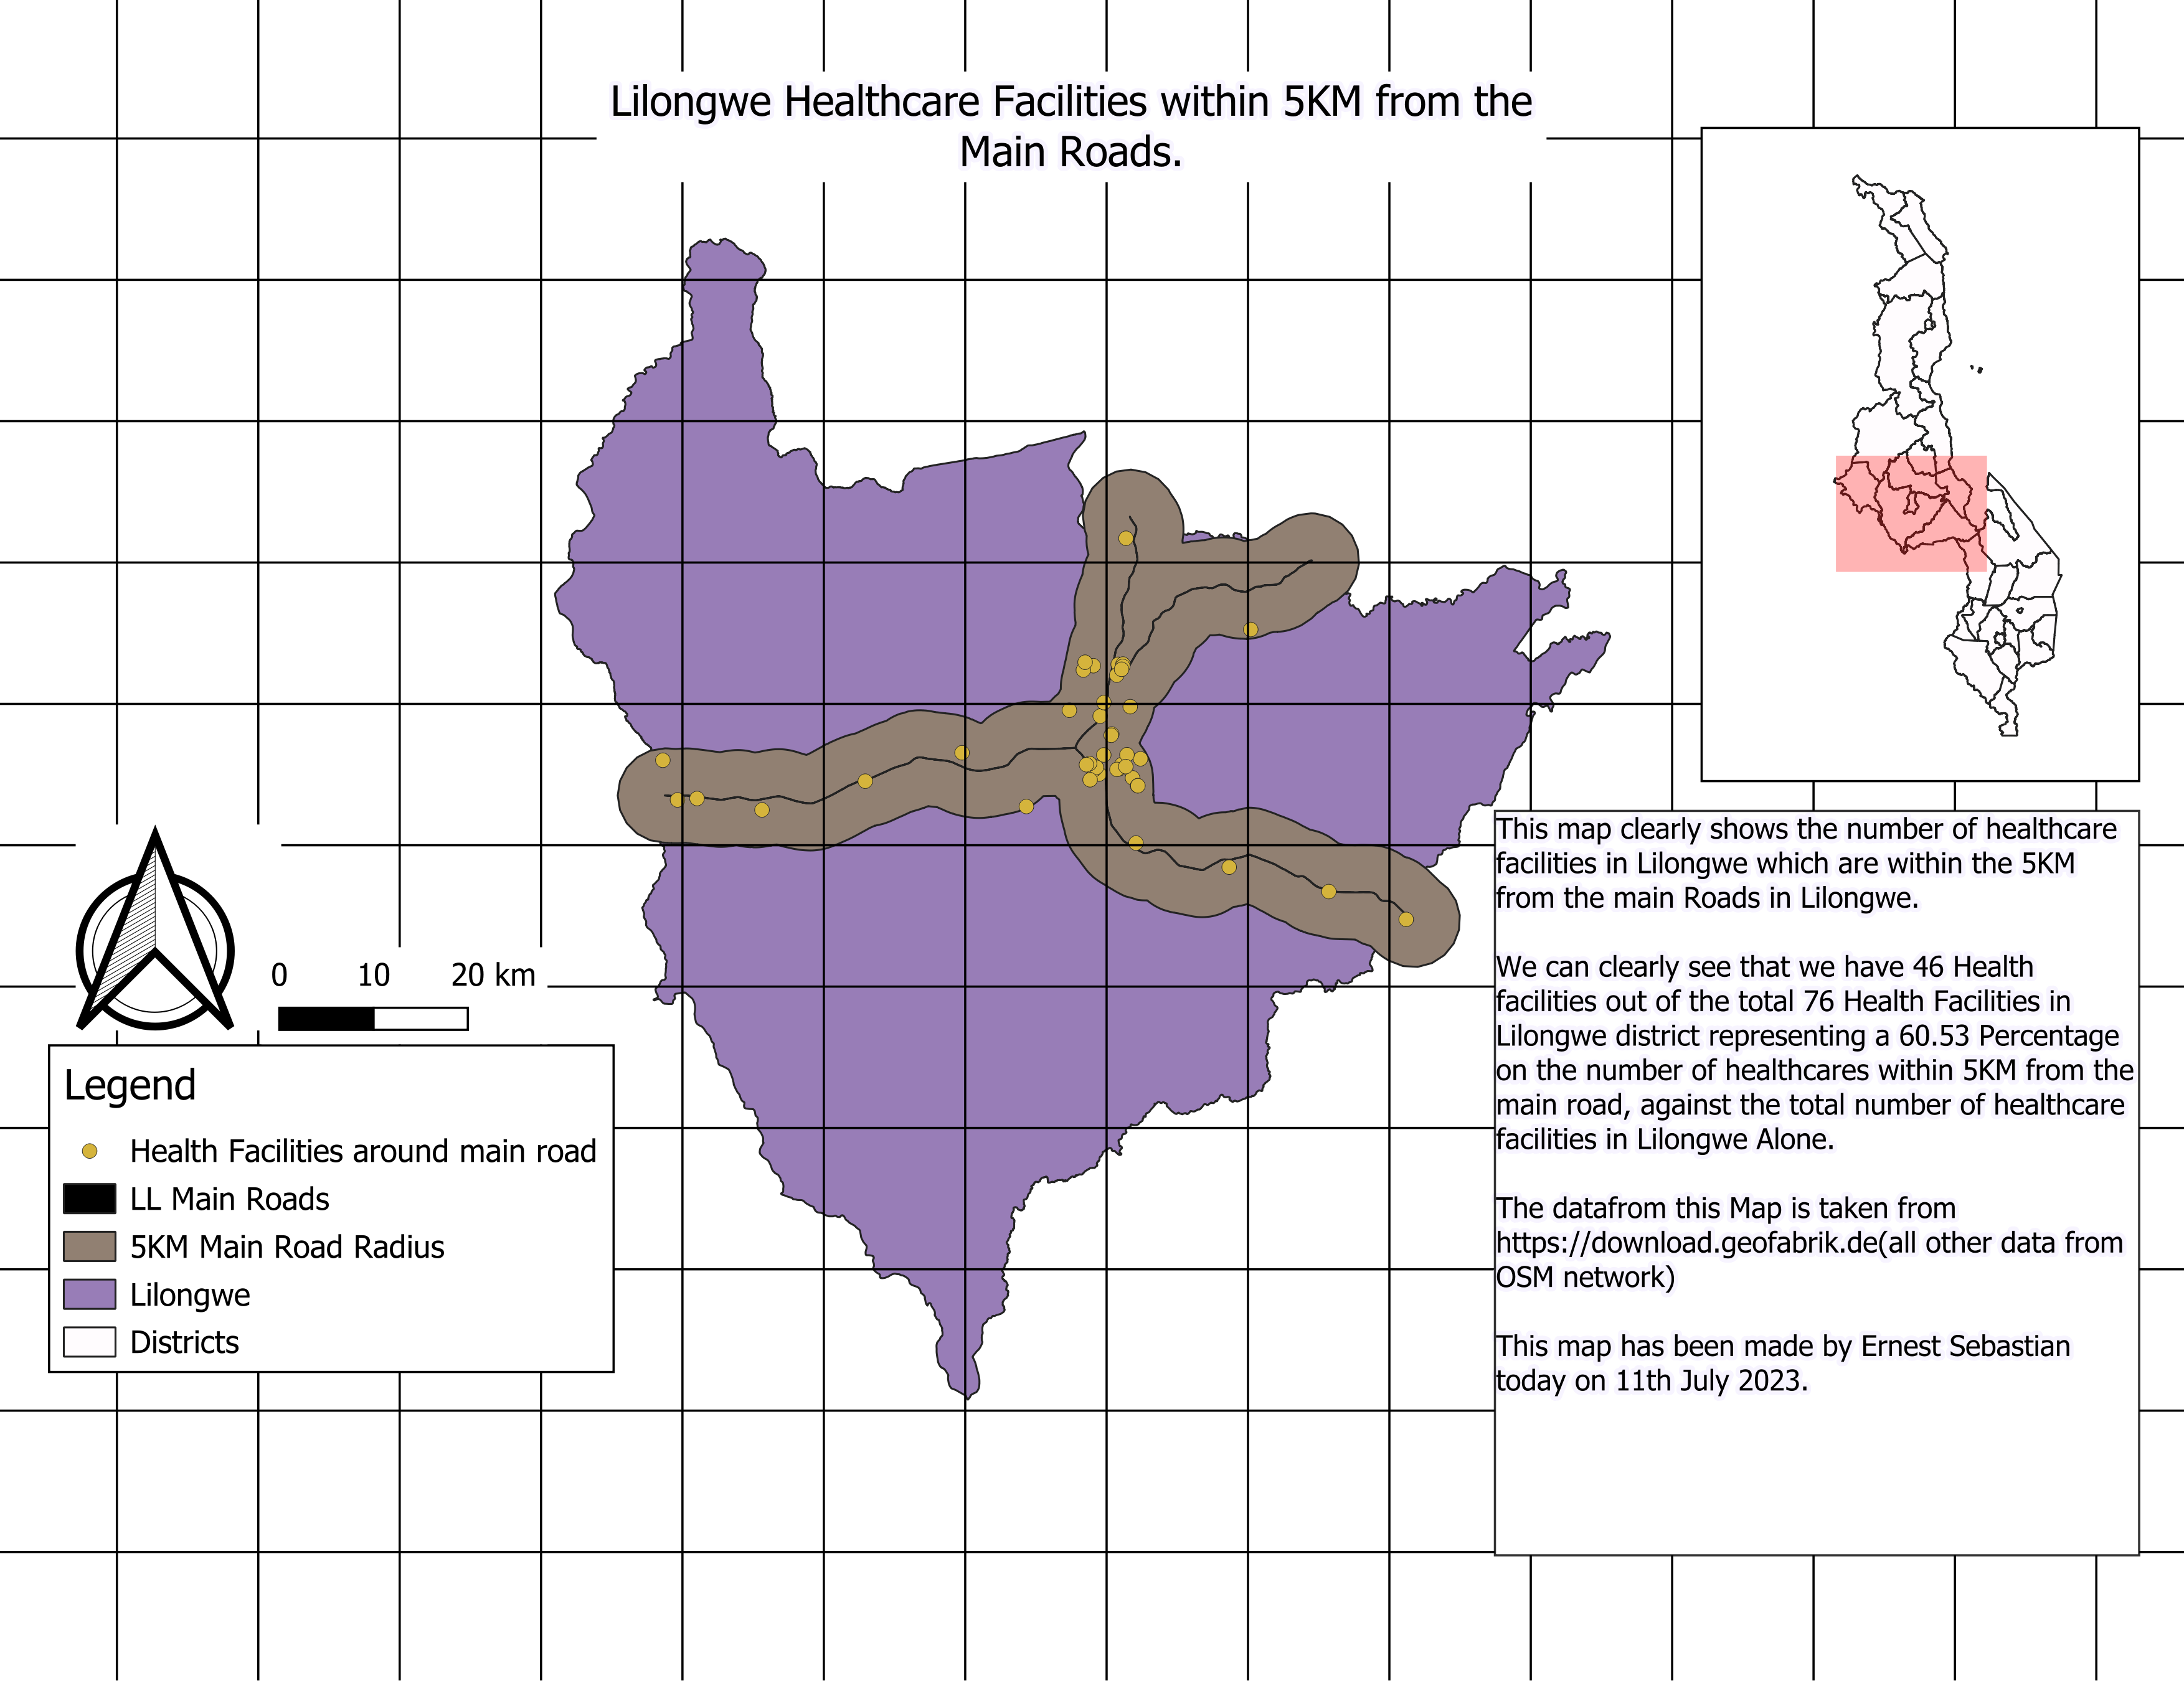 Lilongwe Healthcare Facilities within 5KM from the
Main Roads.
This map clearly shows the number of healthcare
facilities in Lilongwe which are within the 5KM
from the main Roads in Lilongwe.
We can clearly see that we have 46 Health
facilities out of the total 76 Health Facilities in
Lilongwe district representing a 60.53 Percentage
on the number of healthcares within 5KM from the
main road, against the total number of healthcare
facilities in Lilongwe Alone.
The datafrom this Map is taken from
https://download.geofabrik.de(all other data from
OSM network)
This map has been made by Ernest Sebastian
today on 11th July 2023.
0 10 20 km
Legend
Health Facilities around main road
LL Main Roads
5KM Main Road Radius
Lilongwe
Districts